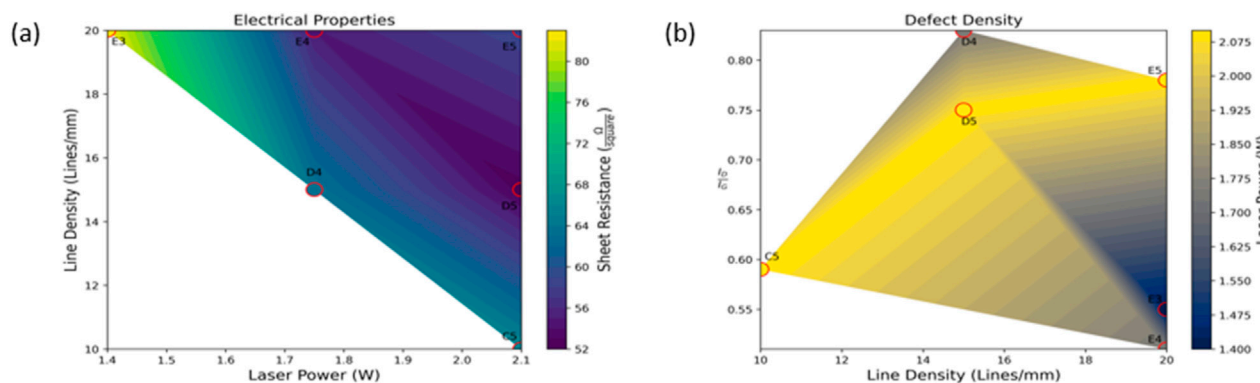 (a)
Electrical Properties
20
18
16
14
12
10
Line Density (Lines/mm)
E3
E4
E5
D4
D5
C5
1.4 1.5 1.6 1.7 1.8 1.9 2.0 2.1
Laser Power (W)
80
76
72
68
64
60
56
52
Sheet Resistance (Ω/square)
(b)
Defect Density
0.80
0.75
0.70
0.65
0.60
0.55
D4
E5
D5
C5
E3
E4
10 12 14 16 18 20
Line Density (Lines/mm)
2.075
2.000
1.925
1.850
1.775
1.700
1.625
1.550
1.475
1.400